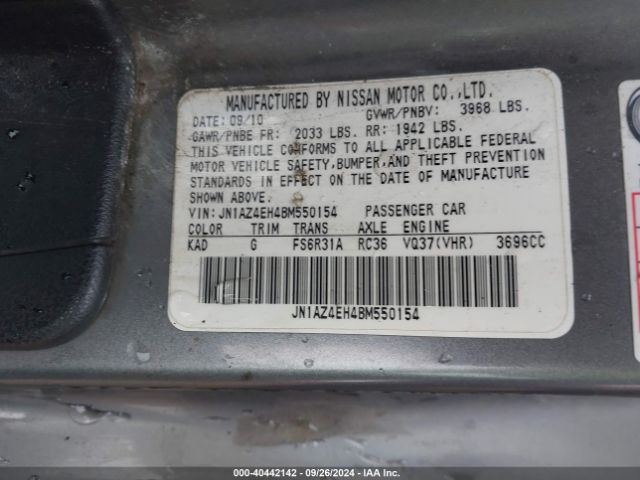 MANUFACTURED BY NISSAN MOTOR CO.,LTD.
DATE: 09/10 GVWR/PNBV: 3968 LBS.
GAWR/PNBE FR: 2033 LBS. RR: 1942 LBS.
THIS VEHICLE CONFORMS TO ALL APPLICABLE FEDERAL
MOTOR VEHICLE SAFETY,BUMPER,AND THEFT PREVENTION
STANDARDS IN EFFECT ON THE DATE OF MANUFACTURE
SHOWN ABOVE.
VIN: JN1AZ4EH4BM550154 PASSENGER CAR
COLOR TRIM TRANS AXLE ENGINE
KAD G FS6R31A RC36 VQ37(VHR) 3696CC
JN1AZ4EH4BM550154
000-40442142 - 09/26/2024 - IAA Inc.